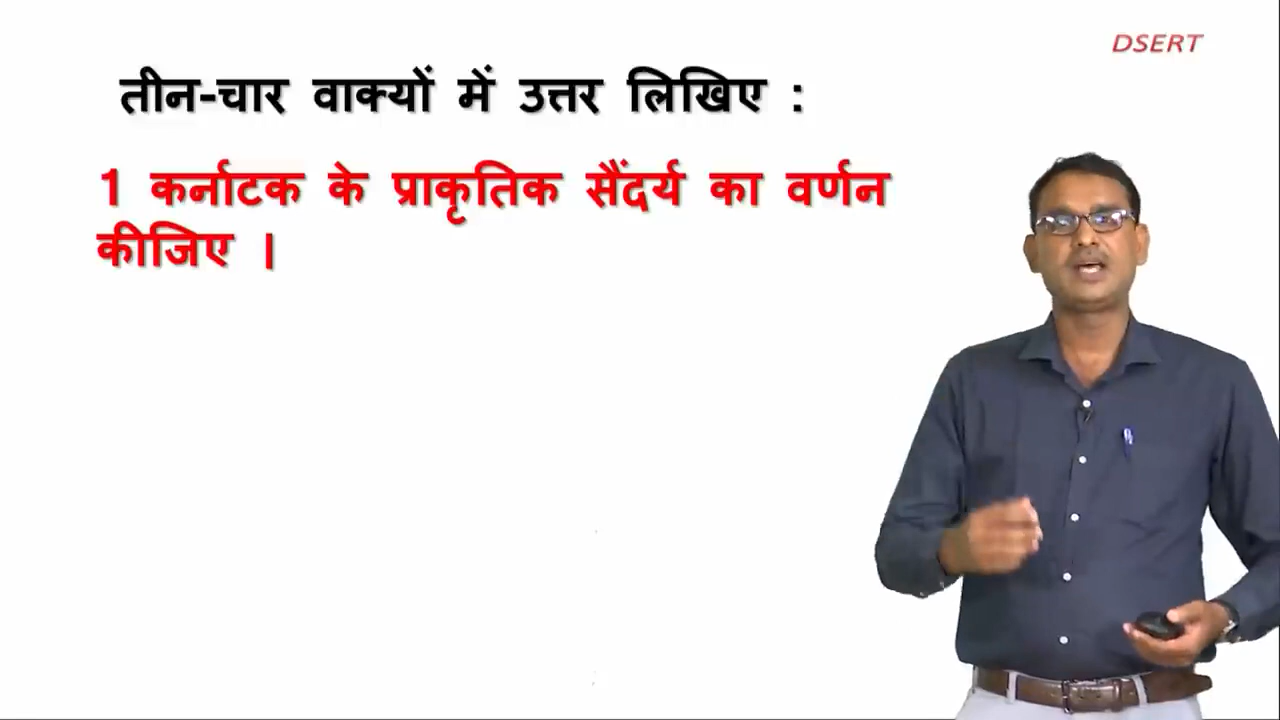 DSERT
तीन-चार वाक्यों में उत्तर लिखिए :
1 कर्नाटक के प्राकृतिक सैंदर्य का वर्णन
कीजिए ।